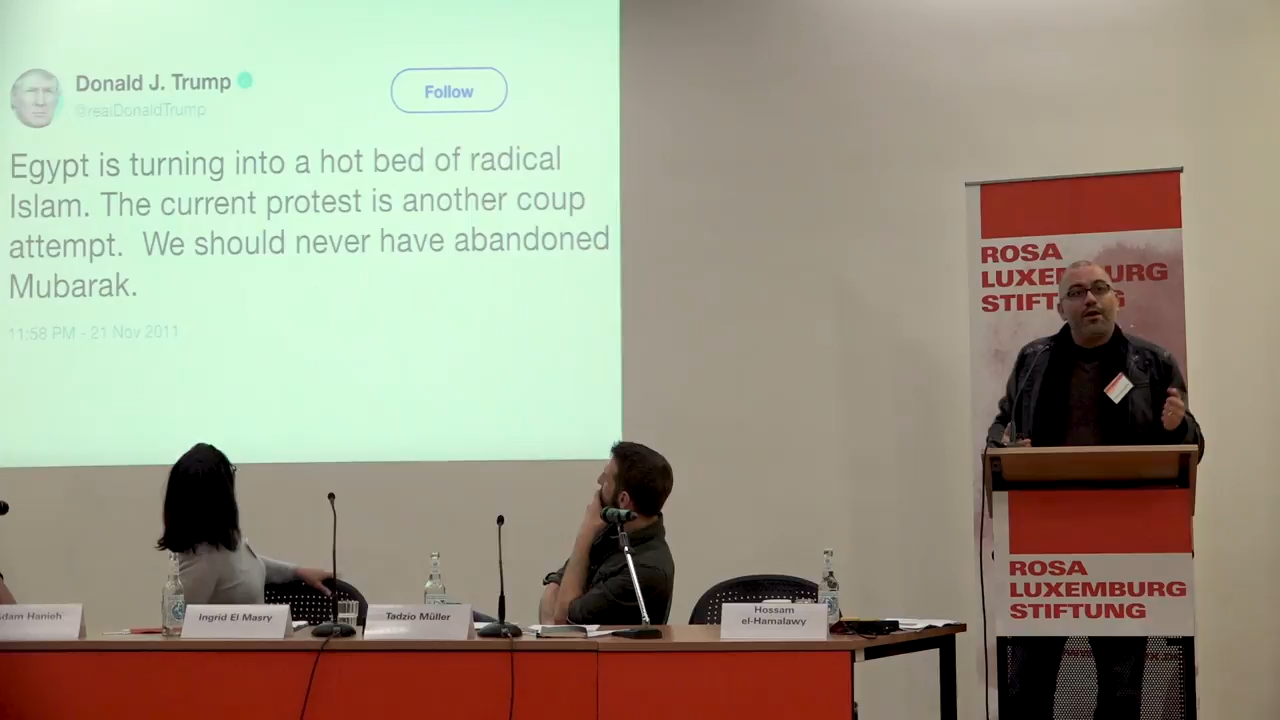 Donald J. Trump
@realDonaldTrump
Follow
Egypt is turning into a hot bed of radical
Islam. The current protest is another coup
attempt. We should never have abandoned
Mubarak.
11:58 PM - 21 Nov 2011
ROSA
LUXEMBURG
STIFTUNG
Adam Hanieh
Ingrid El Masry
Tadzio Müller
Hossam
el-Hamalawy
ROSA
LUXEMBURG
STIFTUNG